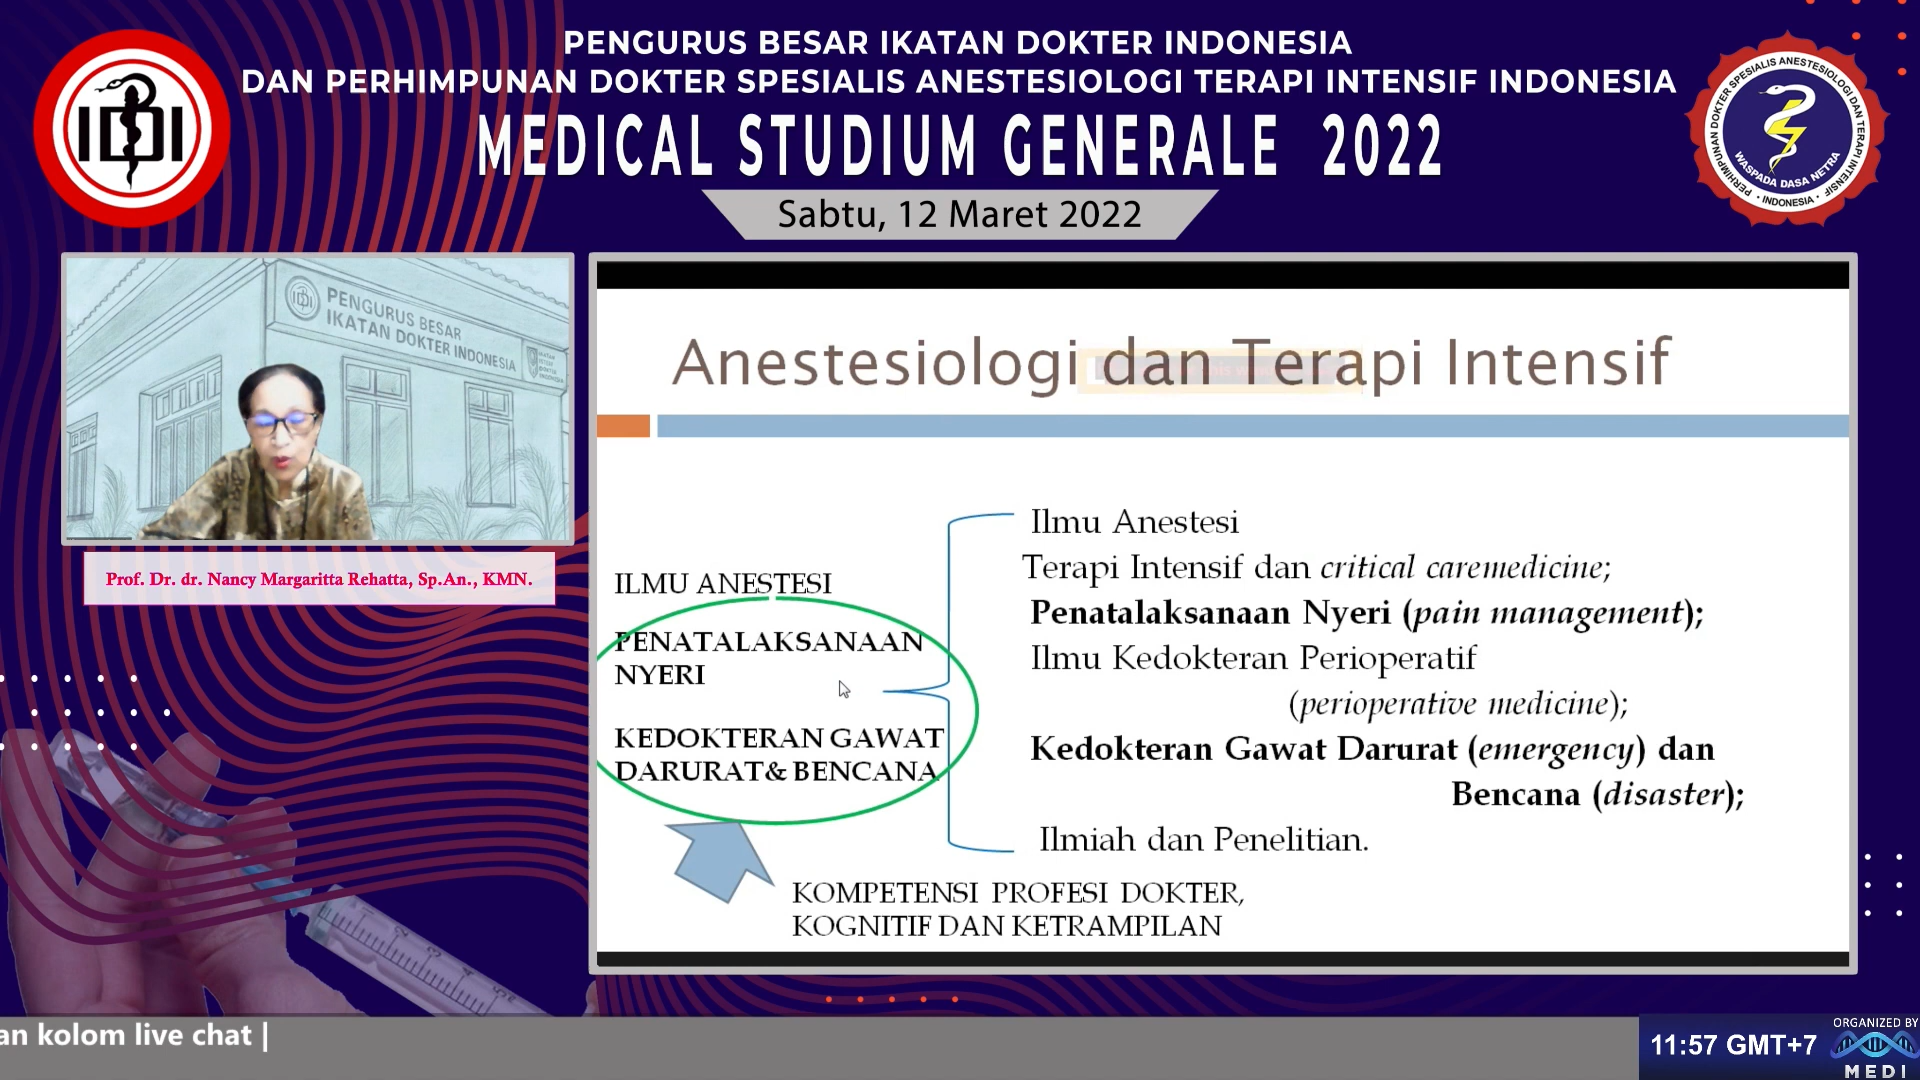 PENGURUS BESAR IKATAN DOKTER INDONESIA
DAN PERHIMPUNAN DOKTER SPESIALIS ANESTESIOLOGI TERAPI INTENSIF INDONESIA
MEDICAL STUDIUM GENERALE 2022
Sabtu, 12 Maret 2022
IDI
PERHIMPUNAN DOKTER SPESIALIS ANESTESIOLOGI DAN TERAPI INTENSIF
WASPADA DASA NETRA
• INDONESIA •
PENGURUS BESAR
IKATAN DOKTER INDONESIA
Prof. Dr. dr. Nancy Margaritta Rehatta, Sp.An., KMN.
Anestesiologi dan Terapi Intensif
ILMU ANESTESI
PENATALAKSANAAN
NYERI
KEDOKTERAN GAWAT
DARURAT& BENCANA
Ilmu Anestesi
Terapi Intensif dan critical caremedicine;
Penatalaksanaan Nyeri (pain management);
Ilmu Kedokteran Perioperatif
(perioperative medicine);
Kedokteran Gawat Darurat (emergency) dan
Bencana (disaster);
Ilmiah dan Penelitian.
KOMPETENSI PROFESI DOKTER,
KOGNITIF DAN KETRAMPILAN
an kolom live chat |
11:57 GMT+7
ORGANIZED BY
MEDI